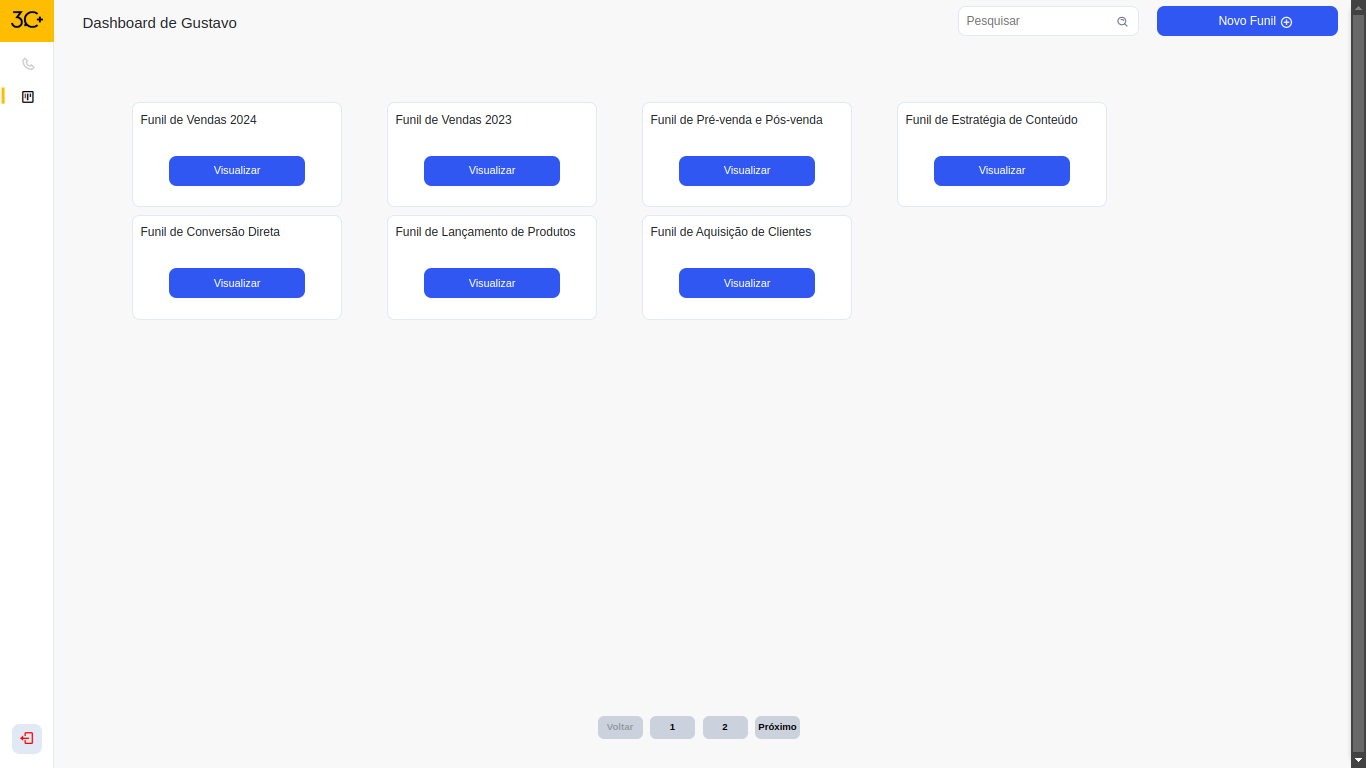 3C+
Dashboard de Gustavo
Pesquisar
Novo Funil
Funil de Vendas 2024
Visualizar
Funil de Vendas 2023
Visualizar
Funil de Pré-venda e Pós-venda
Visualizar
Funil de Estratégia de Conteúdo
Visualizar
Funil de Conversão Direta
Visualizar
Funil de Lançamento de Produtos
Visualizar
Funil de Aquisição de Clientes
Visualizar
Voltar
1
2
Próximo